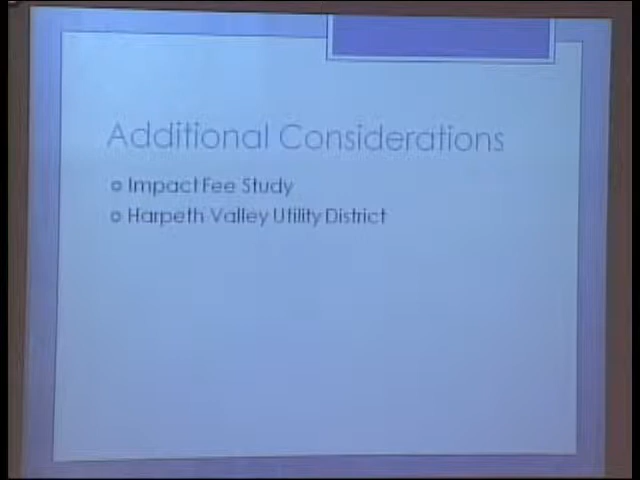 Additional Considerations
Impact Fee Study
Harpeth Valley Utility District